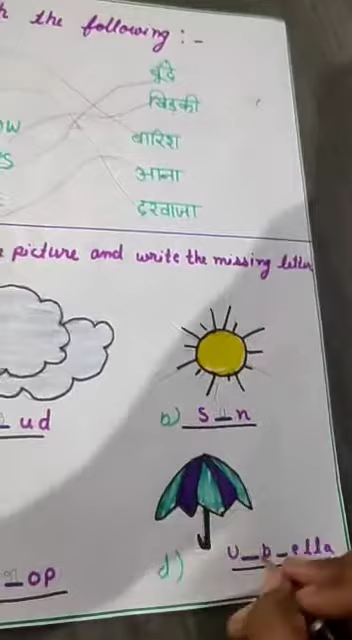 the following :-
बूँदे
खिड़की
बारिश
आना
दरवाजा
picture and write the missing letter
_ud
b) s_n
_op
d) u_b_ella